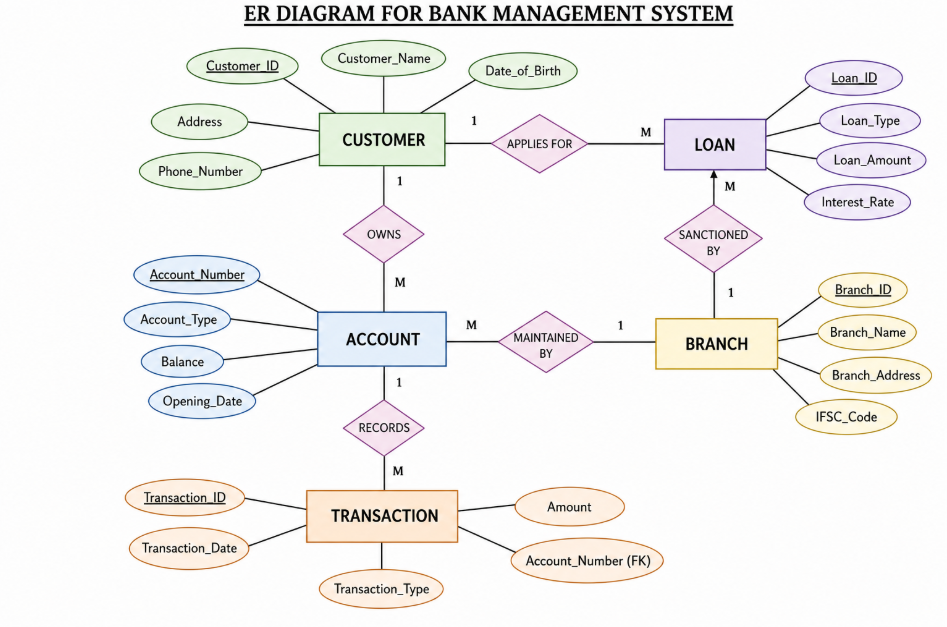 ER DIAGRAM FOR BANK MANAGEMENT SYSTEM
Customer_ID
Customer_Name
Date_of_Birth
Address
Phone_Number
CUSTOMER
1
APPLIES FOR
M
LOAN
Loan_ID
Loan_Type
Loan_Amount
Interest_Rate
1
OWNS
M
M
SANCTIONED
BY
1
Account_Number
Account_Type
Balance
Opening_Date
ACCOUNT
M
MAINTAINED
BY
1
BRANCH
Branch_ID
Branch_Name
Branch_Address
IFSC_Code
1
RECORDS
M
Transaction_ID
Transaction_Date
TRANSACTION
Transaction_Type
Amount
Account_Number (FK)